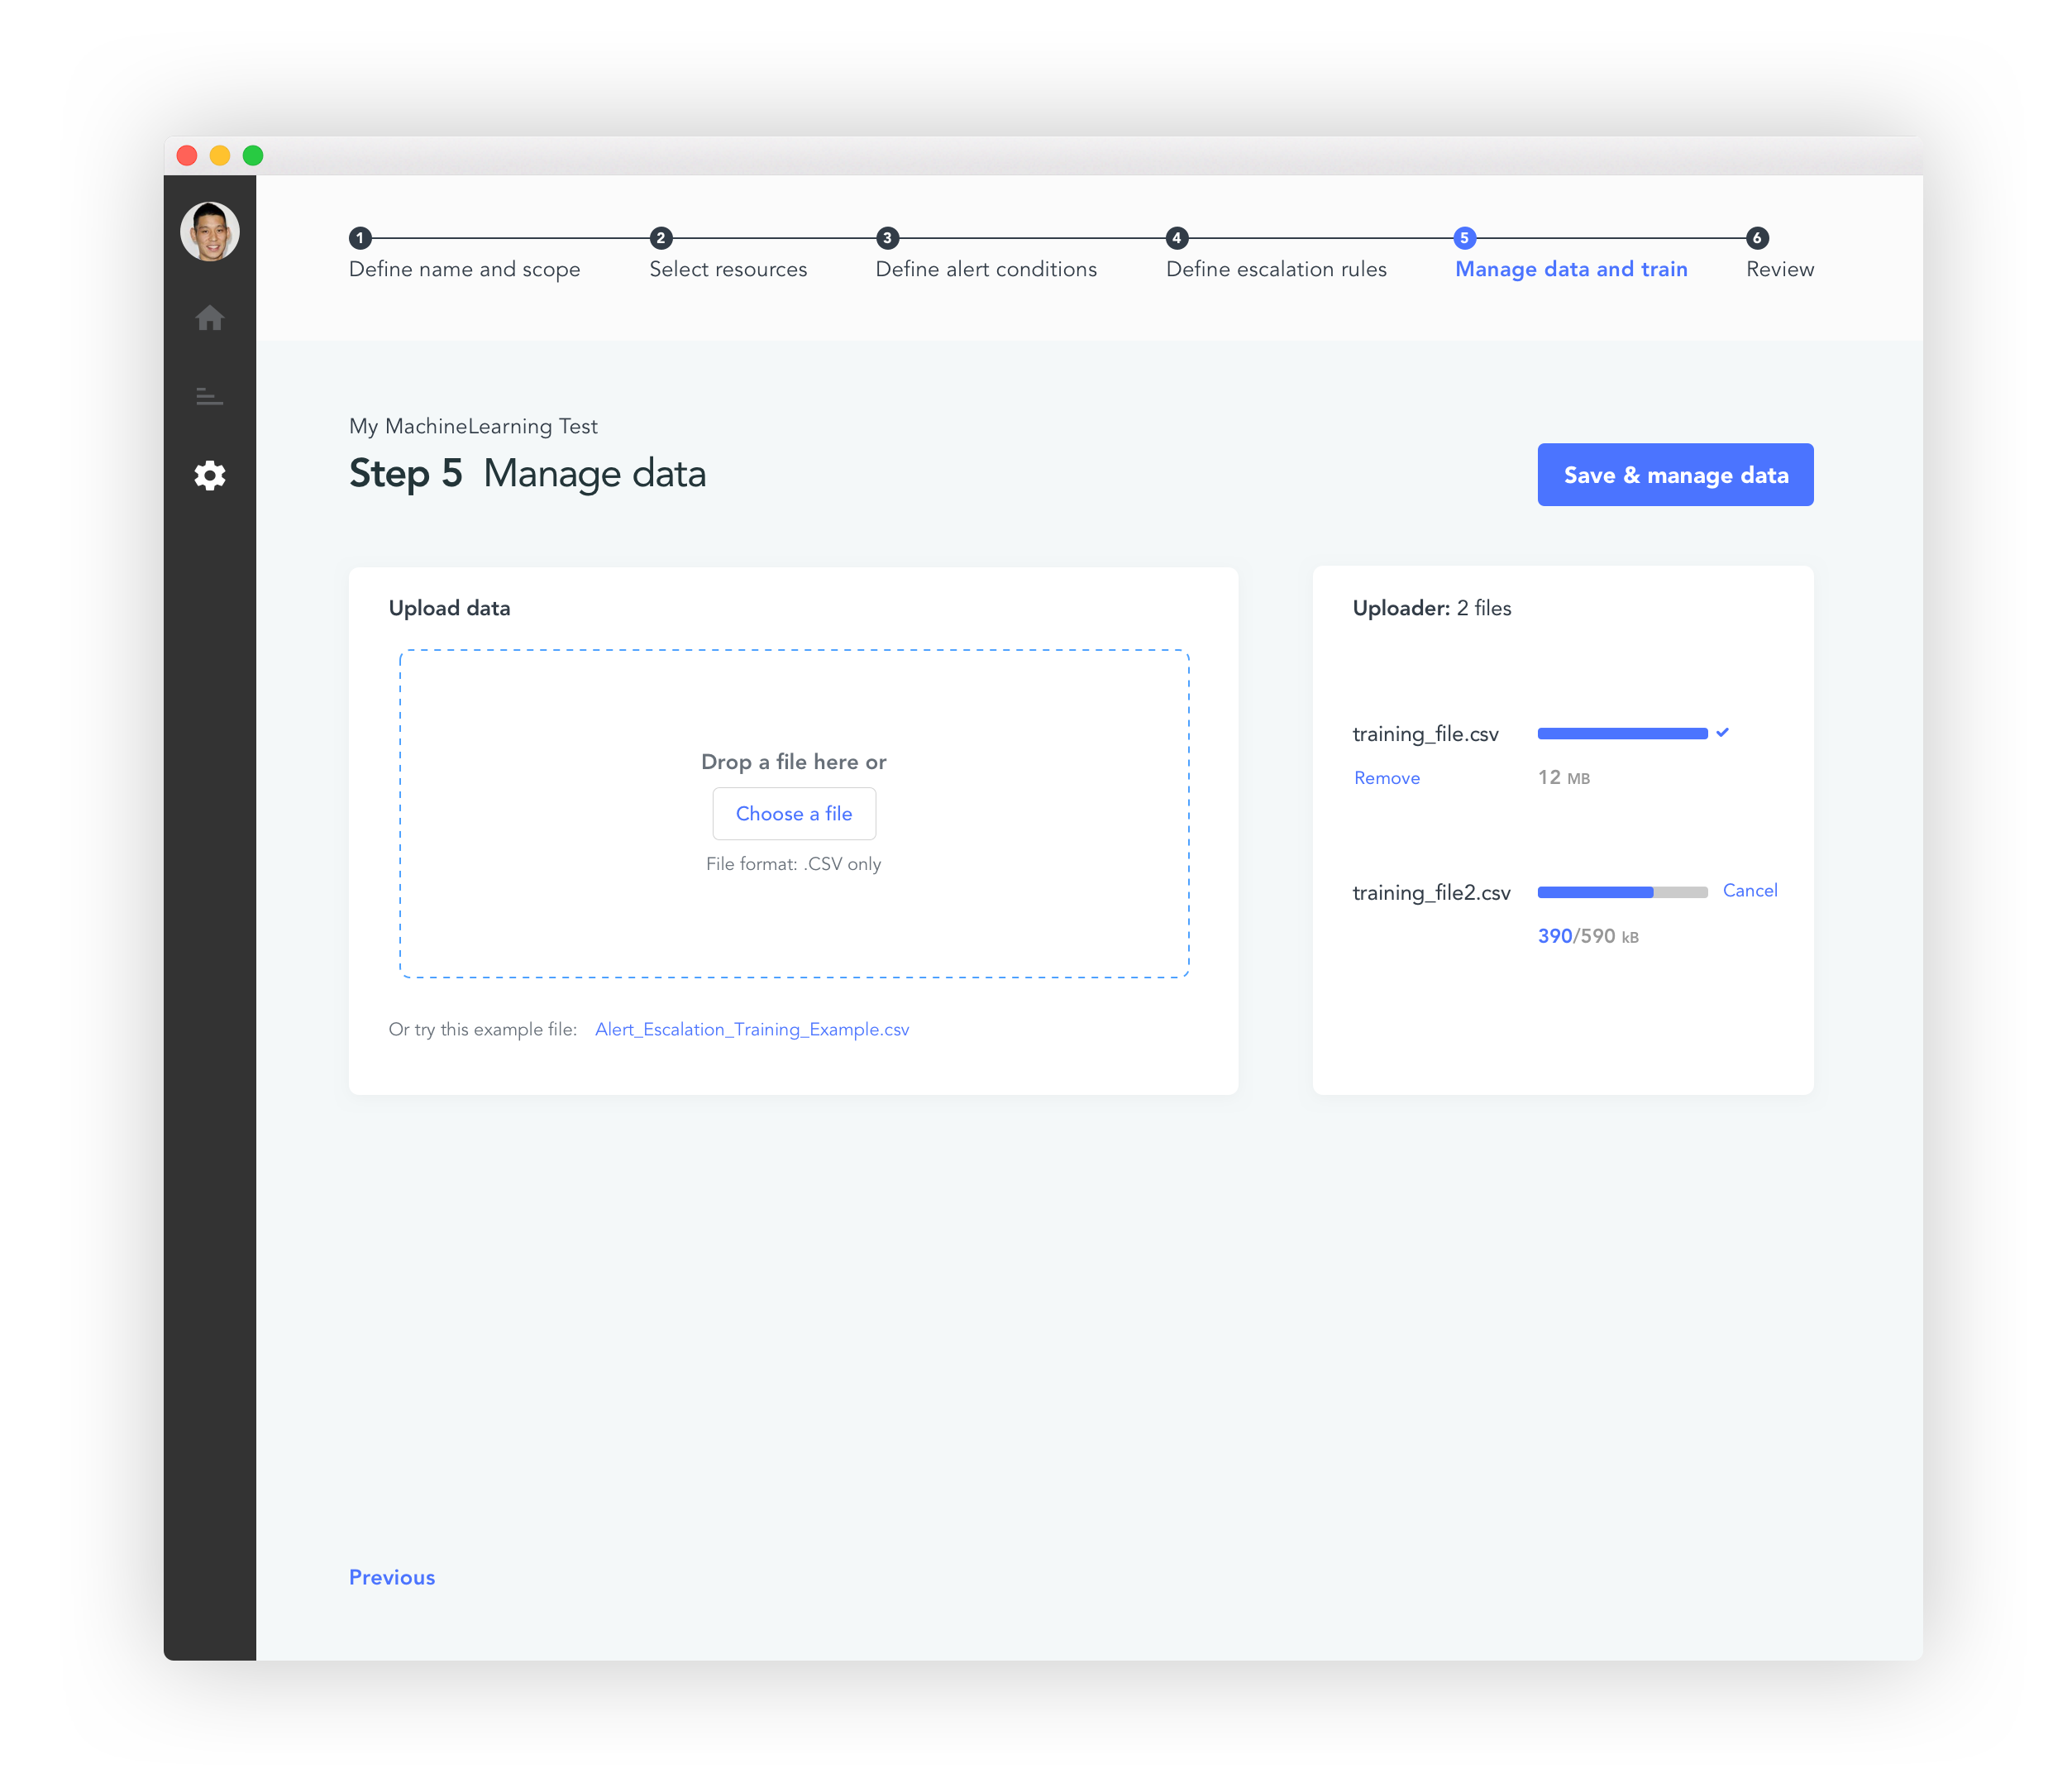 1 2 3 4 5 6
Define name and scope Select resources Define alert conditions Define escalation rules Manage data and train Review
My MachineLearning Test
Step 5 Manage data
Save & manage data
Upload data
Drop a file here or
Choose a file
File format: .CSV only
Or try this example file: Alert_Escalation_Training_Example.csv
Uploader: 2 files
training_file.csv
Remove 12 MB
training_file2.csv Cancel
390/590 kB
Previous